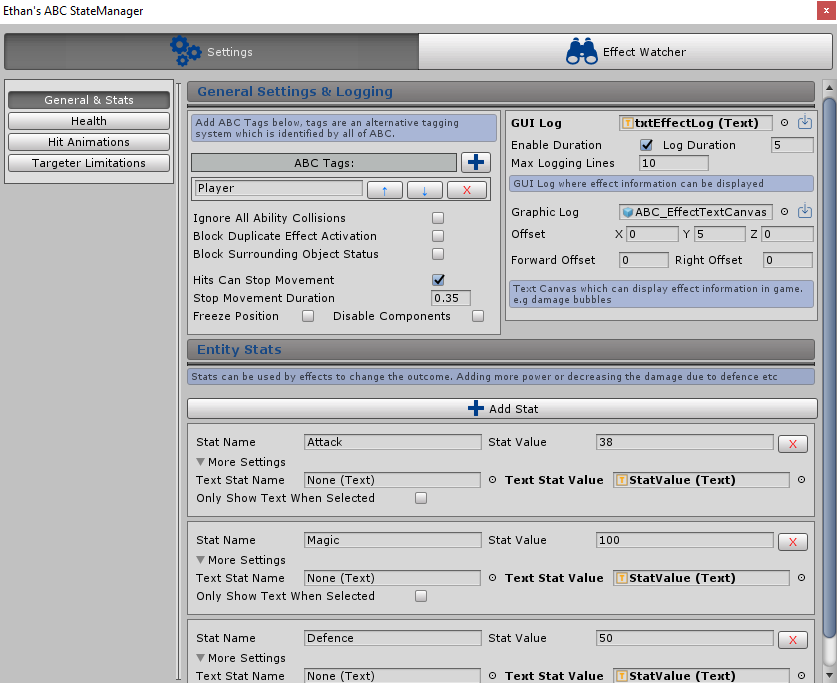 Ethan's ABC StateManager
x
Settings
Effect Watcher
General & Stats
Health
Hit Animations
Targeter Limitations
General Settings & Logging
Add ABC Tags below, tags are an alternative tagging
system which is identified by all of ABC.
ABC Tags:
Player ↑ ↓ X
Ignore All Ability Collisions
Block Duplicate Effect Activation
Block Surrounding Object Status
Hits Can Stop Movement
Stop Movement Duration 0.35
Freeze Position Disable Components
GUI Log txtEffectLog (Text)
Enable Duration Log Duration 5
Max Logging Lines 10
GUI Log where effect information can be displayed
Graphic Log ABC_EffectTextCanvas
Offset X 0 Y 5 Z 0
Forward Offset 0 Right Offset 0
Text Canvas which can display effect information in game.
e.g damage bubbles
Entity Stats
Stats can be used by effects to change the outcome. Adding more power or decreasing the damage due to defence etc
Add Stat
Stat Name Attack Stat Value 38 X
More Settings
Text Stat Name None (Text) Text Stat Value T StatValue (Text)
Only Show Text When Selected
Stat Name Magic Stat Value 100 X
More Settings
Text Stat Name None (Text) Text Stat Value T StatValue (Text)
Only Show Text When Selected
Stat Name Defence Stat Value 50 X
More Settings
Text Stat Name None (Text) Text Stat Value T StatValue (Text)